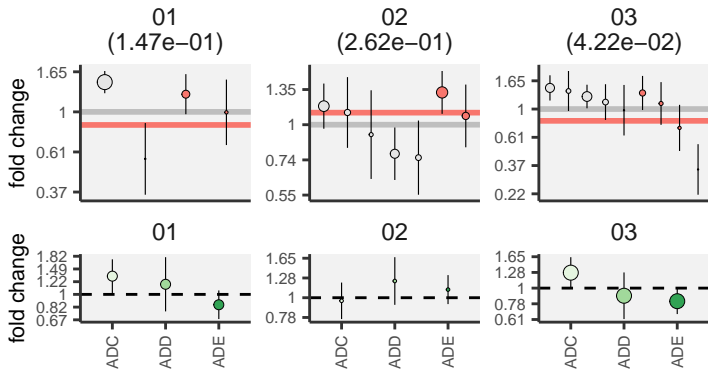 01
(1.47e−01)
02
(2.62e−01)
03
(4.22e−02)
fold change
1.65
1
0.61
0.37
1.35
1
0.74
0.55
1.65
1
0.61
0.37
0.22
01
02
03
fold change
1.82
1.49
1.22
1
0.82
0.67
1.65
1.28
1
0.78
1.65
1.28
1
0.78
0.61
ADC
ADD
ADE
ADC
ADD
ADE
ADC
ADD
ADE